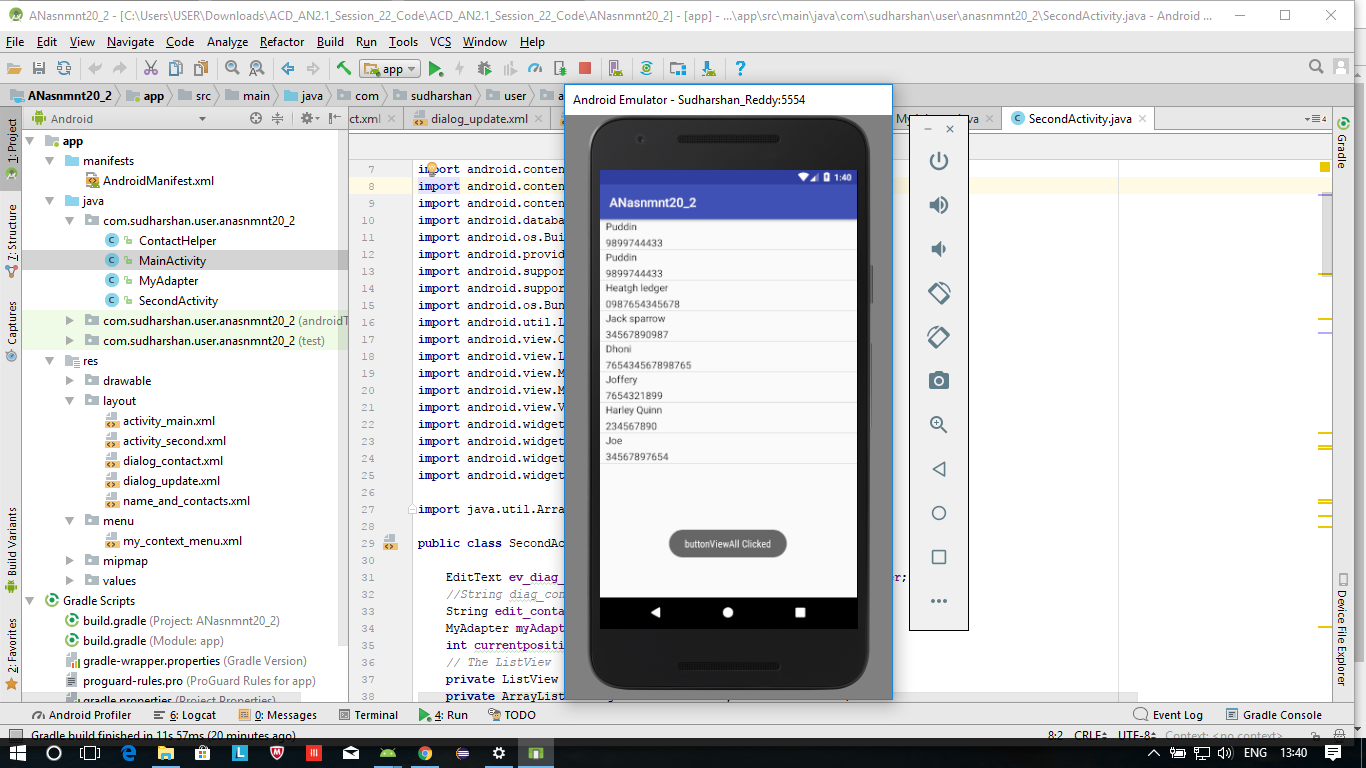 ANasnmnt20_2 - [C:\Users\USER\Downloads\ACD_AN2.1_Session_22_Code\ACD_AN2.1_Session_22_Code\ANasnmnt20_2] - [app] - ...\app\src\main\java\com\sudharshan\user\anasnmnt20_2\SecondActivity.java - Android ...
File Edit View Navigate Code Analyze Refactor Build Run Tools VCS Window Help
app
ANasnmnt20_2 app src main java com sudharshan user a
Android
ct.xml dialog_update.xml
SecondActivity.java
1: Project
Z: Structure
Captures
Build Variants
2: Favorites
app
manifests
AndroidManifest.xml
java
com.sudharshan.user.anasnmnt20_2
ContactHelper
MainActivity
MyAdapter
SecondActivity
com.sudharshan.user.anasnmnt20_2 (androidT
com.sudharshan.user.anasnmnt20_2 (test)
res
drawable
layout
activity_main.xml
activity_second.xml
dialog_contact.xml
dialog_update.xml
name_and_contacts.xml
menu
my_context_menu.xml
mipmap
values
Gradle Scripts
build.gradle (Project: ANasnmnt20_2)
build.gradle (Module: app)
gradle-wrapper.properties (Gradle Version)
proguard-rules.pro (ProGuard Rules for app)
gradle.properties (Project Properties)
7 import android.conten
8 import android.conten
9 import android.conten
10 import android.databa
11 import android.os.Bui
12 import android.provid
13 import android.suppor
14 import android.suppor
15 import android.os.Bun
16 import android.util.L
17 import android.view.C
18 import android.view.L
19 import android.view.M
20 import android.view.M
21 import android.view.V
22 import android.widget
23 import android.widget
24 import android.widget
25 import android.widget
26
27 import java.util.Arra
28
29 public class SecondAc
30
31 EditText ev_diag_ r;
32 //String diag_con
33 String edit_conta
34 MyAdapter myAdapt
35 int currentpositi
36 // The ListView
37 private ListView
38 private ArrayList
Android Emulator - Sudharshan_Reddy:5554
1:40
ANasnmnt20_2
Puddin
9899744433
Puddin
9899744433
Heatgh ledger
0987654345678
Jack sparrow
34567890987
Dhoni
765434567898765
Joffery
7654321899
Harley Quinn
234567890
Joe
34567897654
buttonViewAll Clicked
Gradle
Device File Explorer
Android Profiler 6: Logcat 0: Messages Terminal 4: Run TODO Event Log Gradle Console
Gradle build finished in 11s 57ms (20 minutes ago) 8:2 CRLF UTF-8 Context: <no context>
ENG 13:40